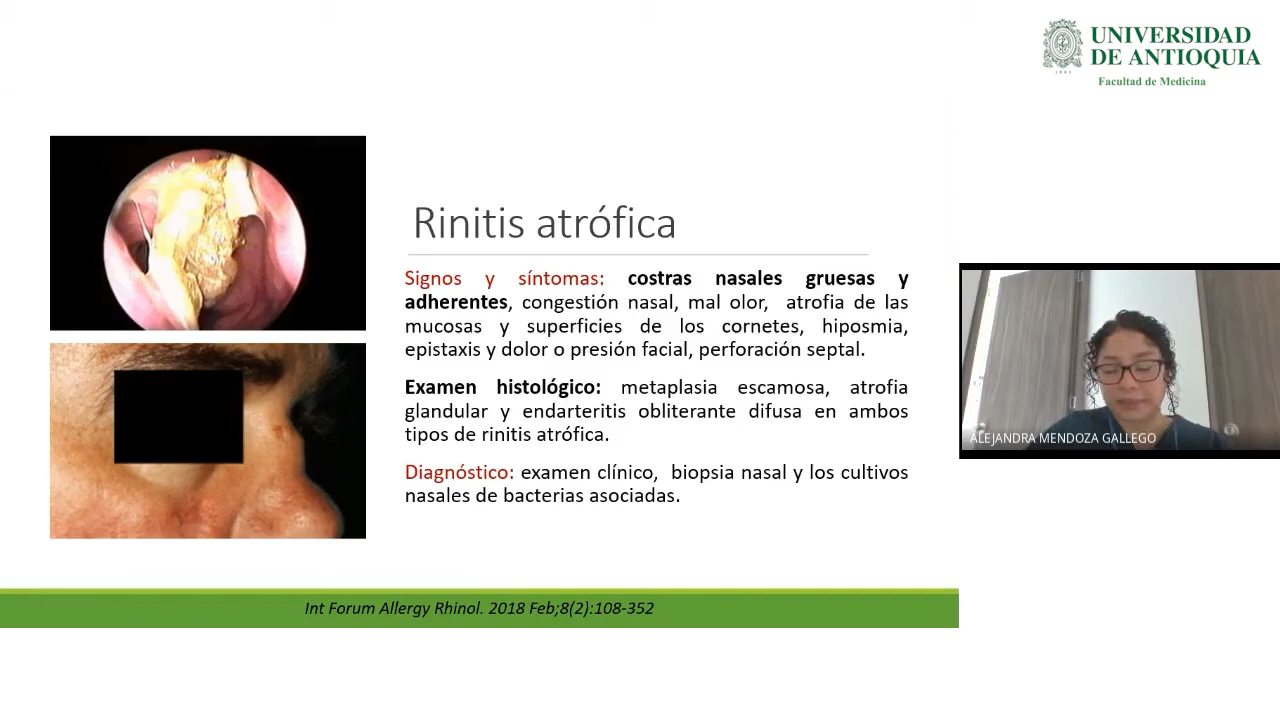 UNIVERSIDAD
DE ANTIOQUIA
1803
Facultad de Medicina
Rinitis atrófica
Signos y síntomas: costras nasales gruesas y
adherentes, congestión nasal, mal olor, atrofia de las
mucosas y superficies de los cornetes, hiposmia,
epistaxis y dolor o presión facial, perforación septal.
Examen histológico: metaplasia escamosa, atrofia
glandular y endarteritis obliterante difusa en ambos
tipos de rinitis atrófica.
Diagnóstico: examen clínico, biopsia nasal y los cultivos
nasales de bacterias asociadas.
ALEJANDRA MENDOZA GALLEGO
Int Forum Allergy Rhinol. 2018 Feb;8(2):108-352